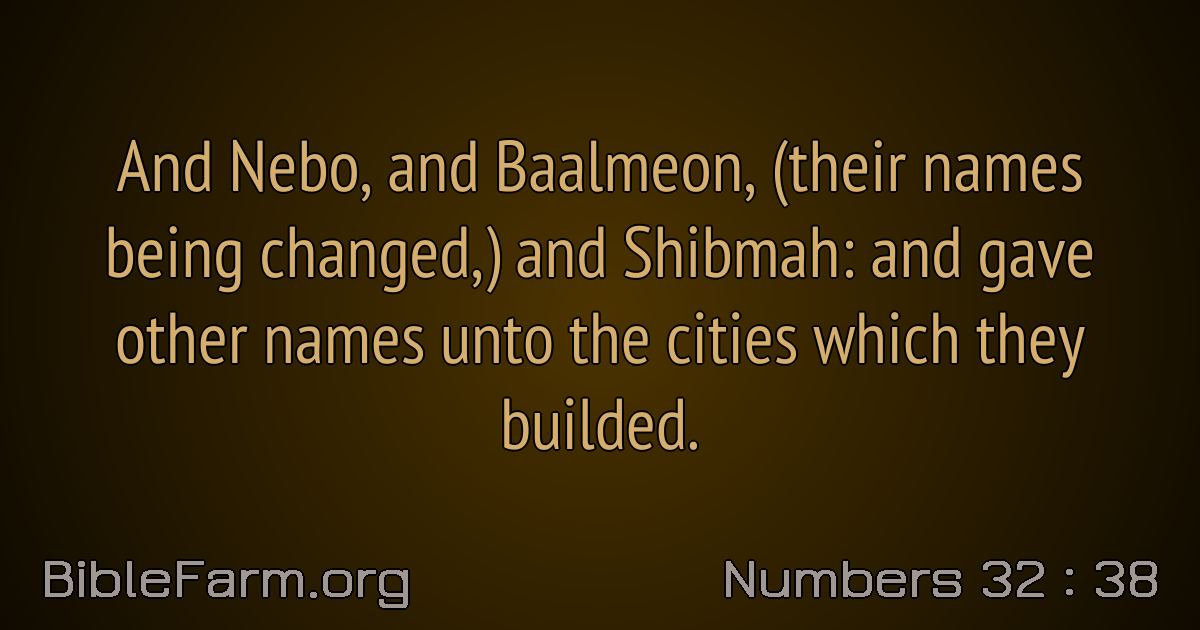 And Nebo, and Baalmeon, (their names
being changed,) and Shibmah: and gave
other names unto the cities which they
builded.
BibleFarm.org
Numbers 32 : 38